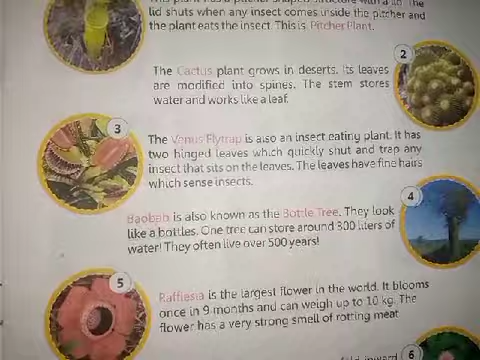 lid shuts when any insect comes inside the pitcher and
the plant eats the insect. This is Pitcher Plant.
2
The Cactus plant grows in deserts. Its leaves
are modified into spines. The stem stores
water and works like a leaf.
3
The Venus Flytrap is also an insect eating plant. It has
two hinged leaves which quickly shut and trap any
insect that sits on the leaves. The leaves have fine hairs
which sense insects.
4
Baobab is also known as the Bottle Tree. They look
like a bottles. One tree can store around 300 liters of
water! They often live over 500 years!
5
Rafflesia is the largest flower in the world. It blooms
once in 9 months and can weigh up to 10 kg. The
flower has a very strong smell of rotting meat
6